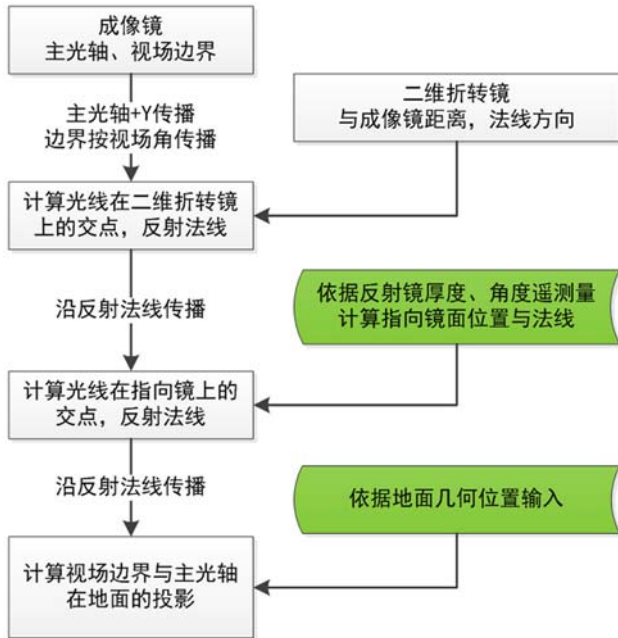 成像镜
主光轴、视场边界
主光轴+Y传播
边界按视场角传播
二维折转镜
与成像镜距离，法线方向
计算光线在二维折转镜
上的交点，反射法线
沿反射法线传播
依据反射镜厚度、角度遥测量
计算指向镜面位置与法线
计算光线在指向镜上的
交点，反射法线
沿反射法线传播
依据地面几何位置输入
计算视场边界与主光轴
在地面的投影